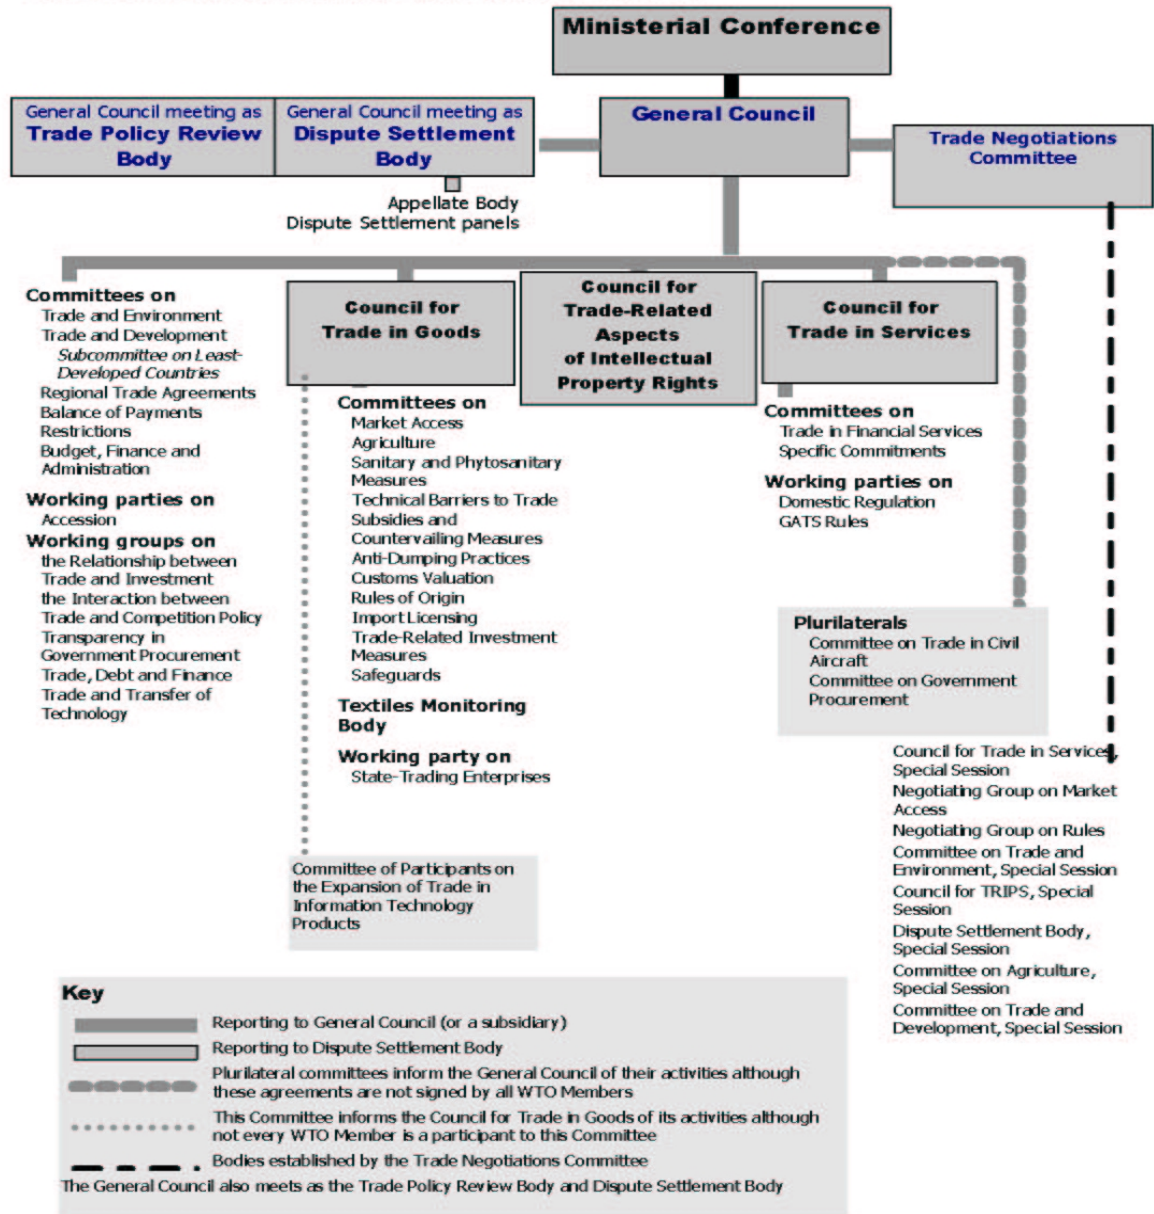 Ministerial Conference
General Council meeting as
Trade Policy Review
Body
General Council meeting as
Dispute Settlement
Body
General Council
Trade Negotiations
Committee
Appellate Body
Dispute Settlement panels
Committees on
Trade and Environment
Trade and Development
Subcommittee on Least-
Developed Countries
Regional Trade Agreements
Balance of Payments
Restrictions
Budget, Finance and
Administration
Working parties on
Accession
Working groups on
the Relationship between
Trade and Investment
the Interaction between
Trade and Competition Policy
Transparency in
Government Procurement
Trade, Debt and Finance
Trade and Transfer of
Technology
Council for
Trade in Goods
Committees on
Market Access
Agriculture
Sanitary and Phytosanitary
Measures
Technical Barriers to Trade
Subsidies and
Countervailing Measures
Anti-Dumping Practices
Customs Valuation
Rules of Origin
Import Licensing
Trade-Related Investment
Measures
Safeguards
Textiles Monitoring
Body
Working party on
State-Trading Enterprises
Committee of Participants on
the Expansion of Trade in
Information Technology
Products
Council for
Trade-Related
Aspects
of Intellectual
Property Rights
Council for
Trade in Services
Committees on
Trade in Financial Services
Specific Commitments
Working parties on
Domestic Regulation
GATS Rules
Plurilaterals
Committee on Trade in Civil
Aircraft
Committee on Government
Procurement
Council for Trade in Services,
Special Session
Negotiating Group on Market
Access
Negotiating Group on Rules
Committee on Trade and
Environment, Special Session
Council for TRIPS, Special
Session
Dispute Settlement Body,
Special Session
Committee on Agriculture,
Special Session
Committee on Trade and
Development, Special Session
Key
Reporting to General Council (or a subsidiary)
Reporting to Dispute Settlement Body
Plurilateral committees inform the General Council of their activities although
these agreements are not signed by all WTO Members
This Committee informs the Council for Trade in Goods of its activities although
not every WTO Member is a participant to this Committee
Bodies established by the Trade Negotiations Committee
The General Council also meets as the Trade Policy Review Body and Dispute Settlement Body